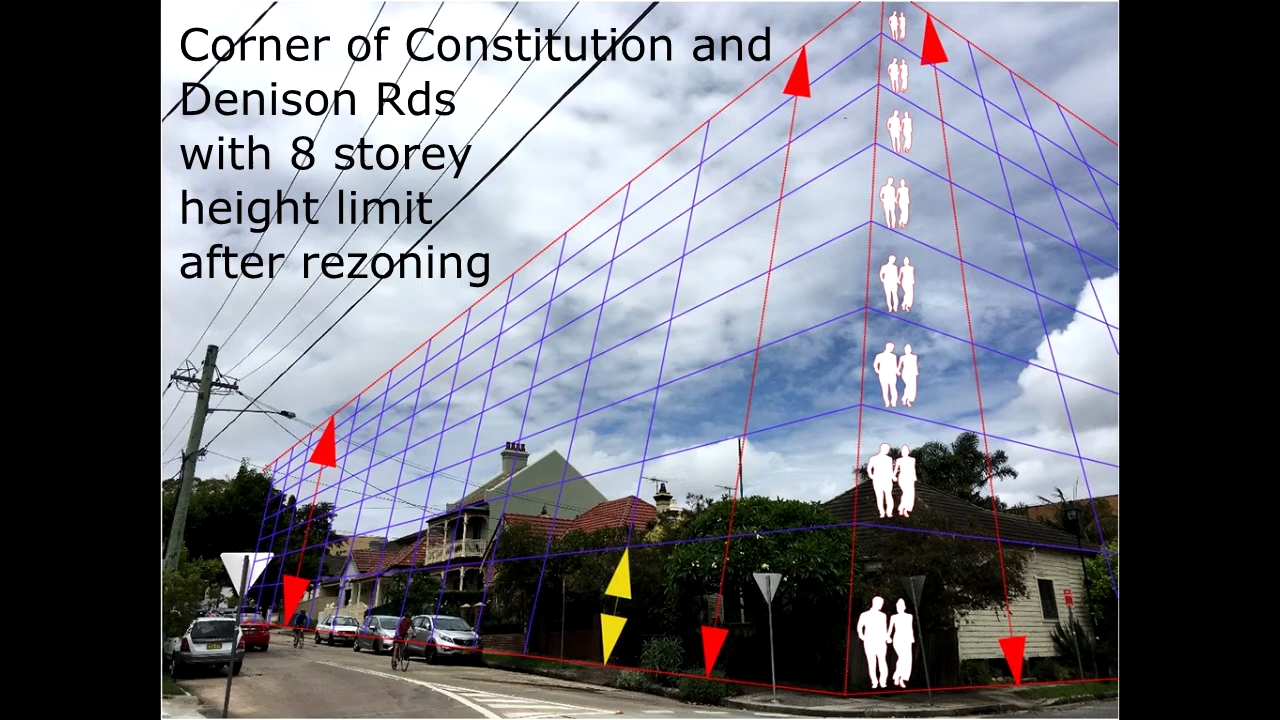 Corner of Constitution and
Denison Rds
with 8 storey
height limit
after rezoning